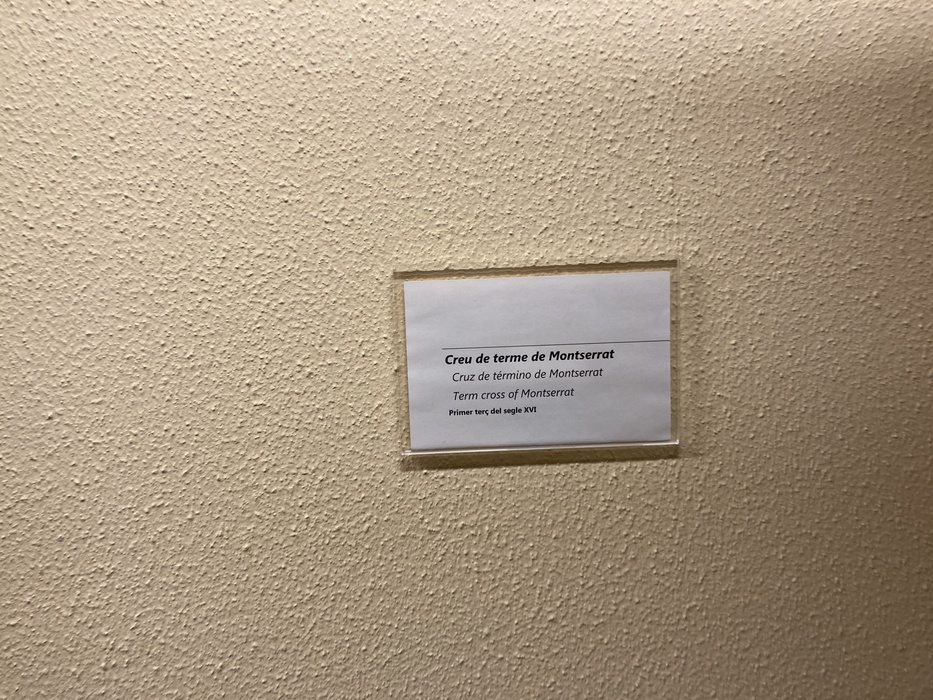 Creu de terme de Montserrat
Cruz de término de Montserrat
Term cross of Montserrat
Primer terç del segle XVI